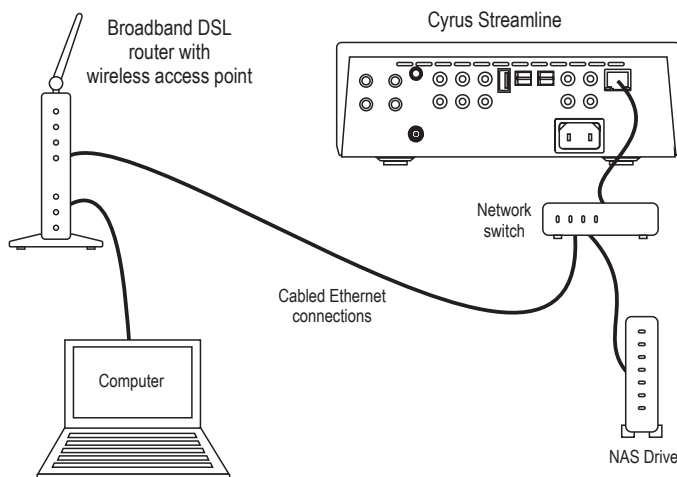 Broadband DSL
router with
wireless access point
Cyrus Streamline
Network
switch
Cabled Ethernet
connections
Computer
NAS Drive